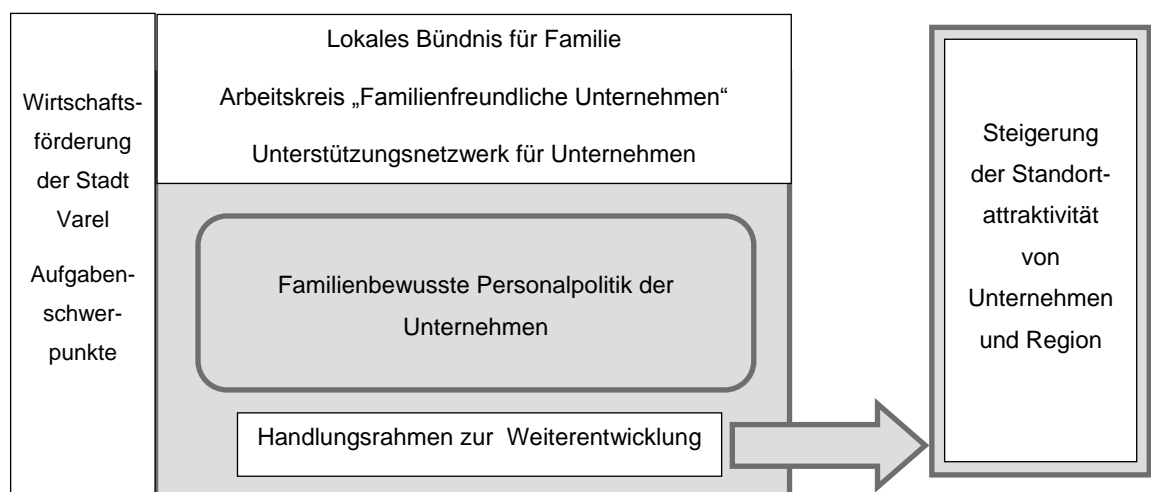 Wirtschafts-
förderung
der Stadt
Varel
Aufgaben-
schwer-
punkte
Lokales Bündnis für Familie
Arbeitskreis „Familienfreundliche Unternehmen“
Unterstützungsnetzwerk für Unternehmen
Familienbewusste Personalpolitik der
Unternehmen
Handlungsrahmen zur Weiterentwicklung
Steigerung
der Standort-
attraktivität
von
Unternehmen
und Region